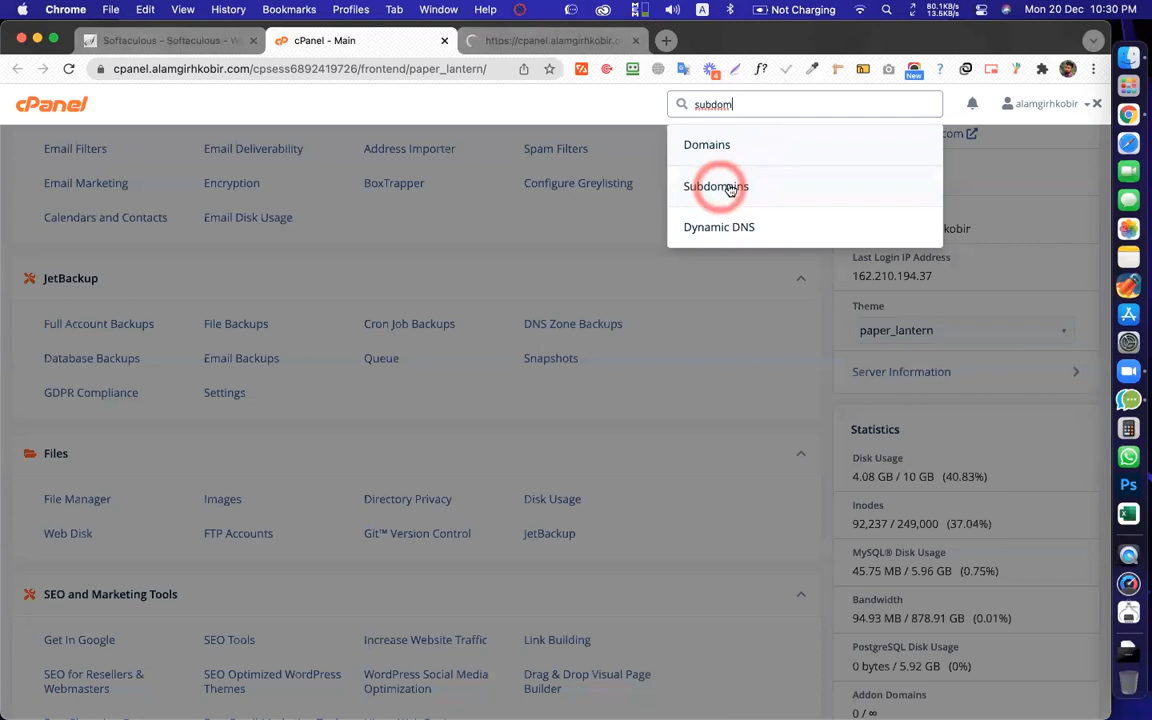 Chrome File Edit View History Bookmarks Profiles Tab Window Help
A Not Charging 80.1KB/s 13.5KB/s Mon 20 Dec 10:30 PM
Softaculous - Softaculous - W
cPanel - Main
https://cpanel.alamgirhkobir.c
cpanel.alamgirhkobir.com/cpsess6892419726/frontend/paper_lantern/
4 f? New ?
cPanel
subdom
alamgirhkobir
Domains
Subdomains
Dynamic DNS
com
kobir
Email Filters Email Deliverability Address Importer Spam Filters
Email Marketing Encryption BoxTrapper Configure Greylisting
Calendars and Contacts Email Disk Usage
JetBackup
Full Account Backups File Backups Cron Job Backups DNS Zone Backups
Database Backups Email Backups Queue Snapshots
GDPR Compliance Settings
Files
File Manager Images Directory Privacy Disk Usage
Web Disk FTP Accounts Git™ Version Control JetBackup
SEO and Marketing Tools
Get In Google SEO Tools Increase Website Traffic Link Building
SEO for Resellers & SEO Optimized WordPress WordPress Social Media Drag & Drop Visual Page
Webmasters Themes Optimization Builder
Last Login IP Address
162.210.194.37
Theme
paper_lantern
Server Information
Statistics
Disk Usage
4.08 GB / 10 GB (40.83%)
Inodes
92,237 / 249,000 (37.04%)
MySQL® Disk Usage
45.75 MB / 5.96 GB (0.75%)
Bandwidth
94.93 MB / 878.91 GB (0.01%)
PostgreSQL Disk Usage
0 bytes / 5.92 GB (0%)
Addon Domains
0 / ∞
Ps